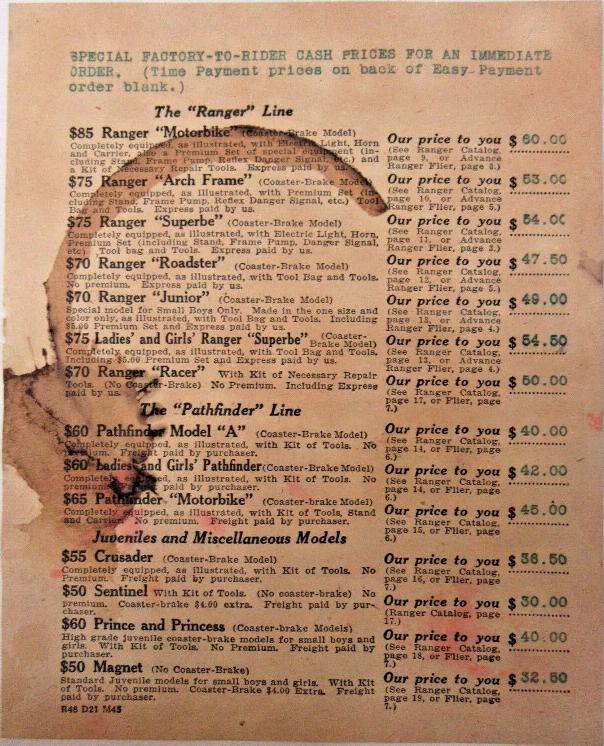 SPECIAL FACTORY-TO-RIDER CASH PRICES FOR AN IMMEDIATE
ORDER. (Time Payment prices on back of Easy Payment
order blank.)
The "Ranger" Line
$85 Ranger "Motorbike" (Coaster-Brake Model)
Completely equipped, as illustrated, with Electric Light, Horn
and Carrier, also a Premium Set of special equipment (in-
cluding Stand, Frame Pump, Reflex Danger Signal, etc.) and
a Kit of Necessary Repair Tools. Express paid by us.
Our price to you $ 60.00
(See Ranger Catalog,
page 9, or Advance
Ranger Flier, page 3.)
$75 Ranger "Arch Frame" (Coaster-Brake Model)
Completely equipped, as illustrated, with Premium Set (in-
cluding Stand, Frame Pump, Reflex Danger Signal, etc.) Tool
Bag and Tools. Express paid by us.
Our price to you $ 53.00
(See Ranger Catalog,
page 10, or Advance
Ranger Flier, page
$75 Ranger "Superbe" (Coaster-Brake Model)
Completely equipped, as illustrated, with Electric Light, Horn,
Premium Set (including Stand, Frame Pump, Danger Signal,
etc) Tool bag and Tools. Express paid by us.
Our price to you $ 54.00
(See Ranger Catalog,
page 11, or Advance
Ranger Flier, page
$70 Ranger "Roadster" (Coaster-Brake Model)
Completely equipped, as illustrated, with Tool Bag and Tools.
No premium. Express paid by us.
Our price to you $ 47.50
(See Ranger Catalog,
page 12, or Advance
Ranger Flier, page
$70 Ranger "Junior" (Coaster-Brake Model)
Special model for Small Boys Only. Made in the one size and
color only, as illustrated, with Tool Bag and Tools. Including
$5.00 Premium Set and Express paid by us.
Our price to you $ 49.00
(See Ranger Catalog,
page or Advance
Ranger Flier, page 4.)
$75 Ladies' and Girls' Ranger "Superbe" (Coaster-
Brake Model)
Completely equipped, as illustrated, with Tool Bag and Tools.
Including $5.00 Premium Set and Express paid by us.
Our price to you $ 54.50
(See Ranger Catalog,
page 13, or Advance
Ranger Flier, page 4.)
$70 Ranger "Racer" With Kit of Necessary Repair
Tools. (No Coaster-Brake) No Premium. Including Express
paid by us.
Our price to you $ 50.00
(See Ranger Catalog,
page 17, or Flier, page
7.)
The "Pathfinder" Line
$60 Pathfinder Model "A" (Coaster-Brake Model)
Completely equipped, as illustrated, with Kit of Tools. No
premium. Freight paid by purchaser.
Our price to you $ 40.00
(See Ranger Catalog,
page 14, or Flier, page
6.)
$60 Ladies' and Girls' Pathfinder (Coaster-Brake Model)
Completely equipped, as illustrated, with Kit of Tools. No
premium. Freight paid by purchaser.
Our price to you $ 42.00
(See Ranger Catalog,
page 14, or Flier, page
6.)
$65 Pathfinder "Motorbike" (Coaster-brake Model)
Completely equipped, as illustrated, with Kit of Tools, Stand
and Carrier. No premium. Freight paid by purchaser.
Our price to you $ 45.00
(See Ranger Catalog,
page 15, or Flier, page
6.)
Juveniles and Miscellaneous Models
$55 Crusader (Coaster-Brake Model)
Completely equipped, as illustrated, with Kit of Tools. No
Premium. Freight paid by purchaser.
Our price to you $ 36.50
(See Ranger Catalog,
page 16, or Flier, page
7.)
$50 Sentinel With Kit of Tools. (No Coaster-brake) No
premium. Coaster-brake $4.00 extra. Freight paid by pur-
chaser.
Our price to you $ 30.00
(Ranger Catalog, page
17.)
$60 Prince and Princess (Coaster-brake Models)
High grade juvenile coaster-brake models for small boys and
girls. With Kit of Tools. No Premium. Freight paid by
purchaser.
Our price to you $ 40.00
(See Ranger Catalog,
page 18, or Flier, page
7.)
$50 Magnet (No Coaster-Brake)
Standard Juvenile models for small boys and girls. With Kit
of Tools. No premium. Coaster-Brake $4.00 Extra. Freight
paid by purchaser.
Our price to you $ 32.50
(See Ranger Catalog,
page 19, or Flier, page
7.)
R48 D21 M45